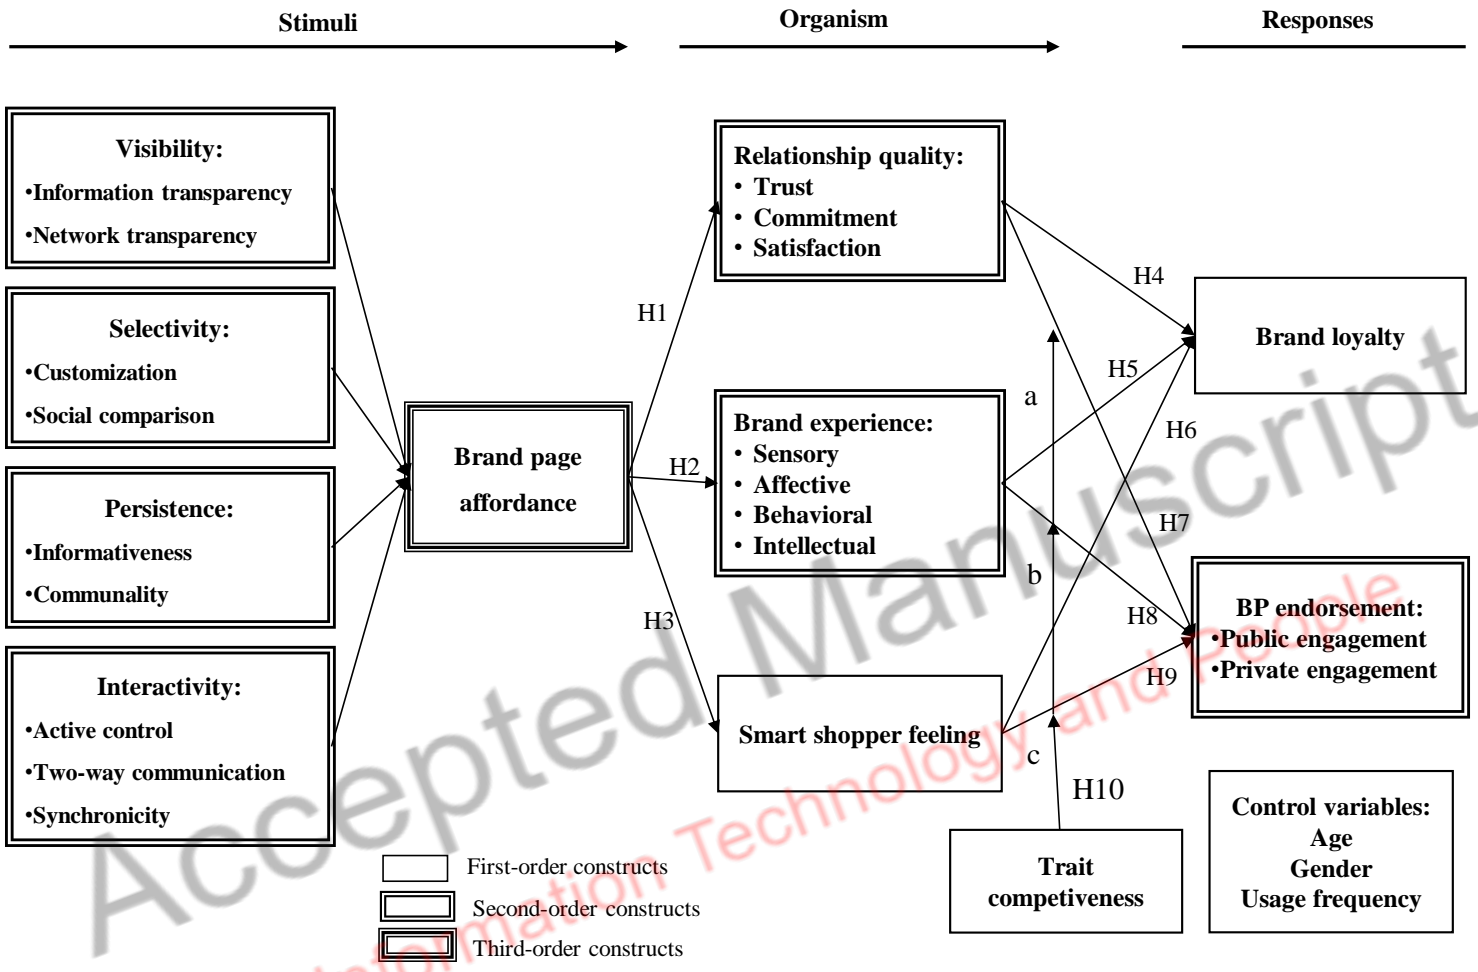 Stimuli
Organism
Responses
Visibility:
•Information transparency
•Network transparency
Selectivity:
•Customization
•Social comparison
Persistence:
•Informativeness
•Communality
Interactivity:
•Active control
•Two-way communication
•Synchronicity
Brand page
affordance
H1
H2
H3
Relationship quality:
• Trust
• Commitment
• Satisfaction
Brand experience:
• Sensory
• Affective
• Behavioral
• Intellectual
Smart shopper feeling
H4
H5
H6
H7
H8
H9
a
b
c
H10
Brand loyalty
BP endorsement:
•Public engagement
•Private engagement
Trait
competiveness
Control variables:
Age
Gender
Usage frequency
First-order constructs
Second-order constructs
Third-order constructs
Accepted Manuscript
Information Technology and People